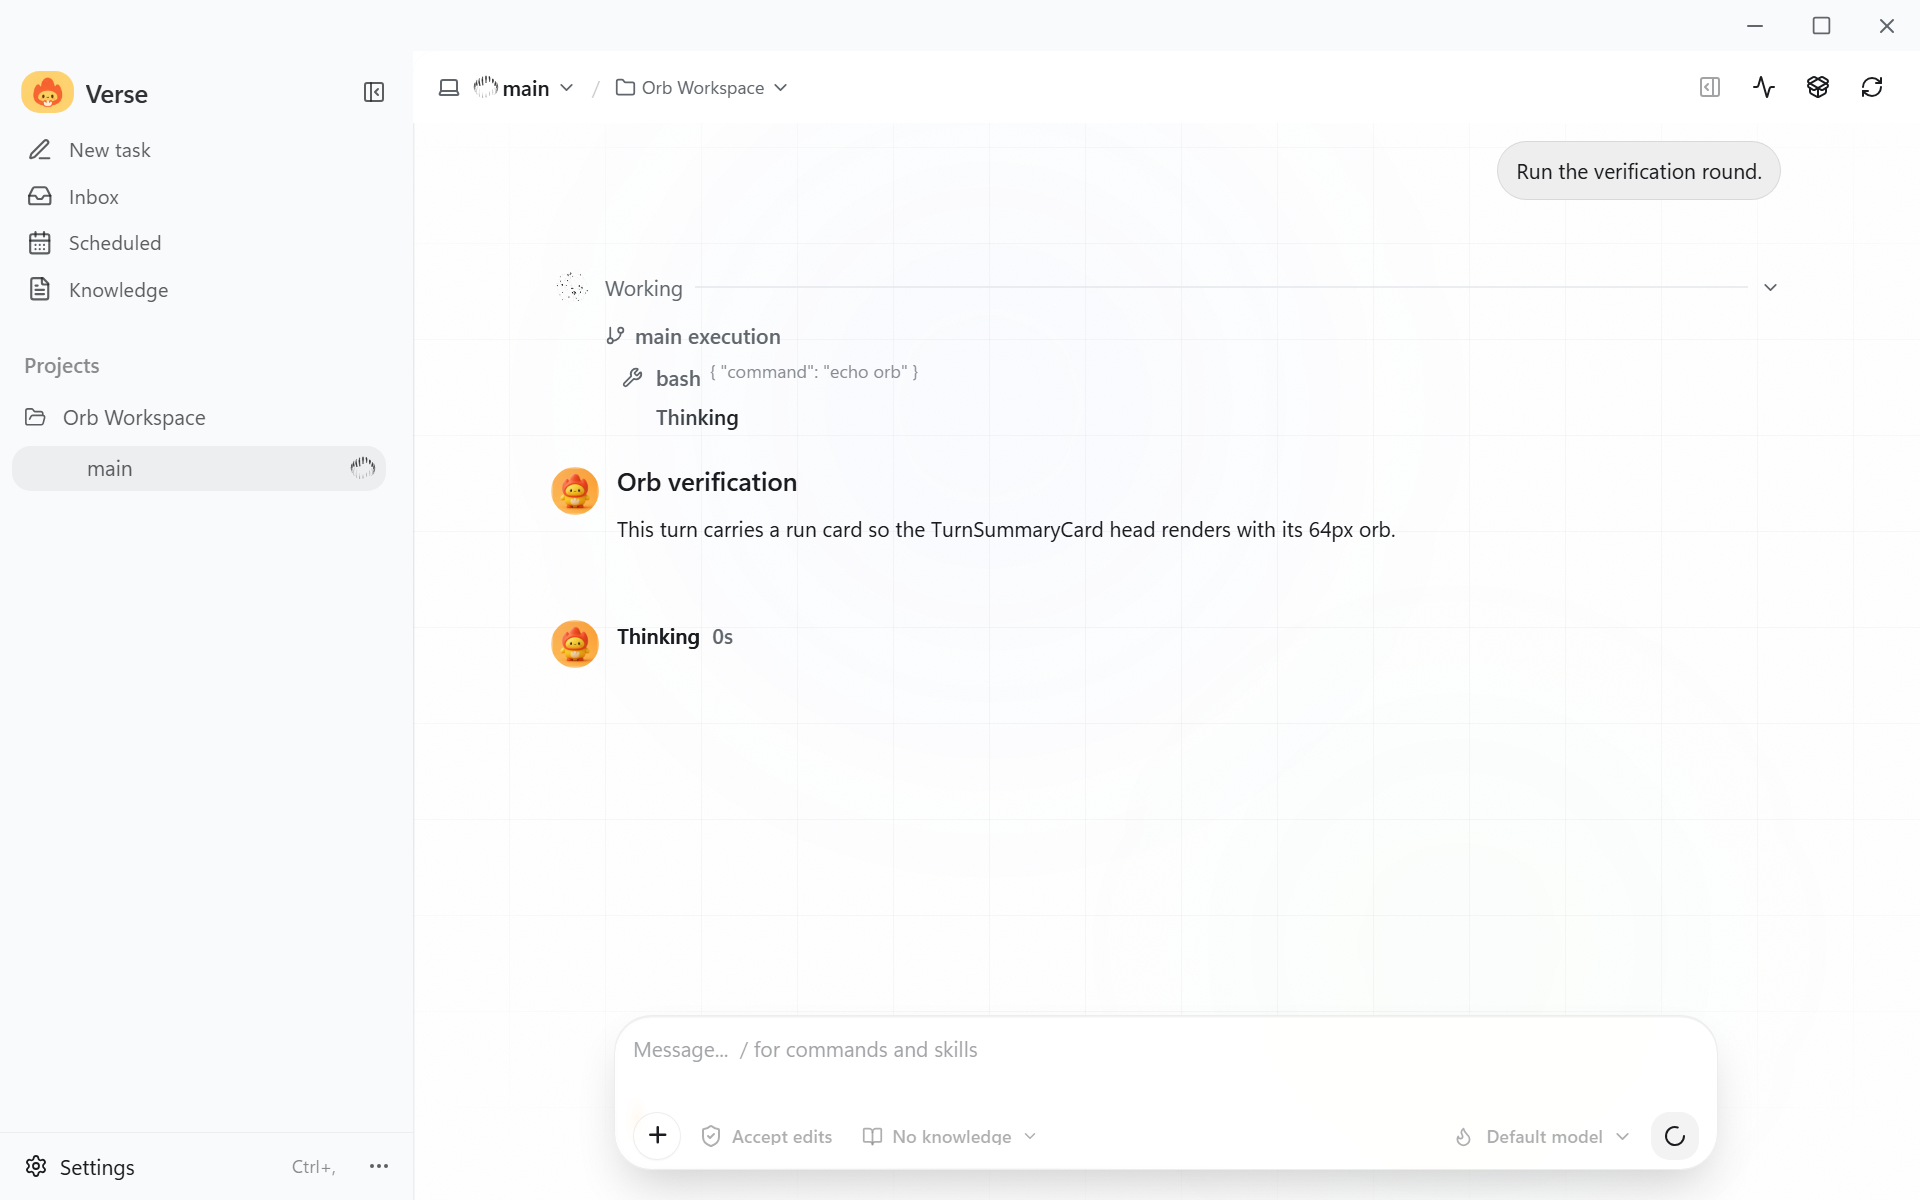 Verse
New task
Inbox
Scheduled
Knowledge
Projects
Orb Workspace
main
Settings Ctrl+,
main / Orb Workspace
Run the verification round.
Working
main execution
bash { "command": "echo orb" }
Thinking
Orb verification
This turn carries a run card so the TurnSummaryCard head renders with its 64px orb.
Thinking 0s
Message... / for commands and skills
Accept edits No knowledge Default model